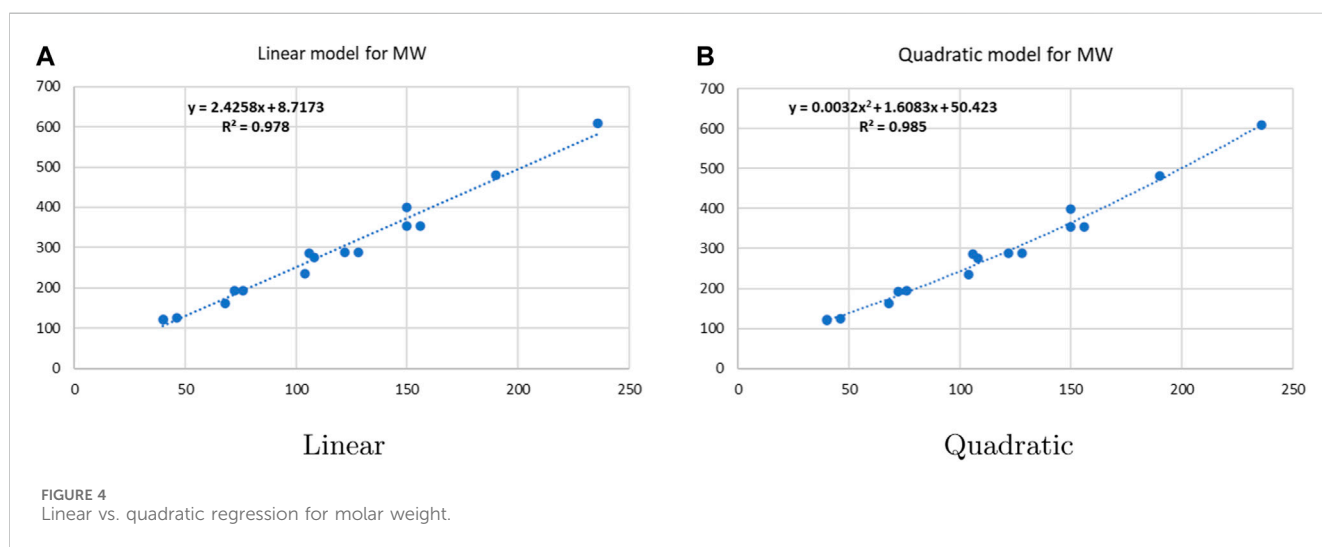 A
Linear model for MW
700
600
500
400
300
200
100
0
y = 2.4258x + 8.7173
R² = 0.978
0 50 100 150 200 250
Linear
B
Quadratic model for MW
700
600
500
400
300
200
100
0
y = 0.0032x² + 1.6083x + 50.423
R² = 0.985
0 50 100 150 200 250
Quadratic
FIGURE 4
Linear vs. quadratic regression for molar weight.